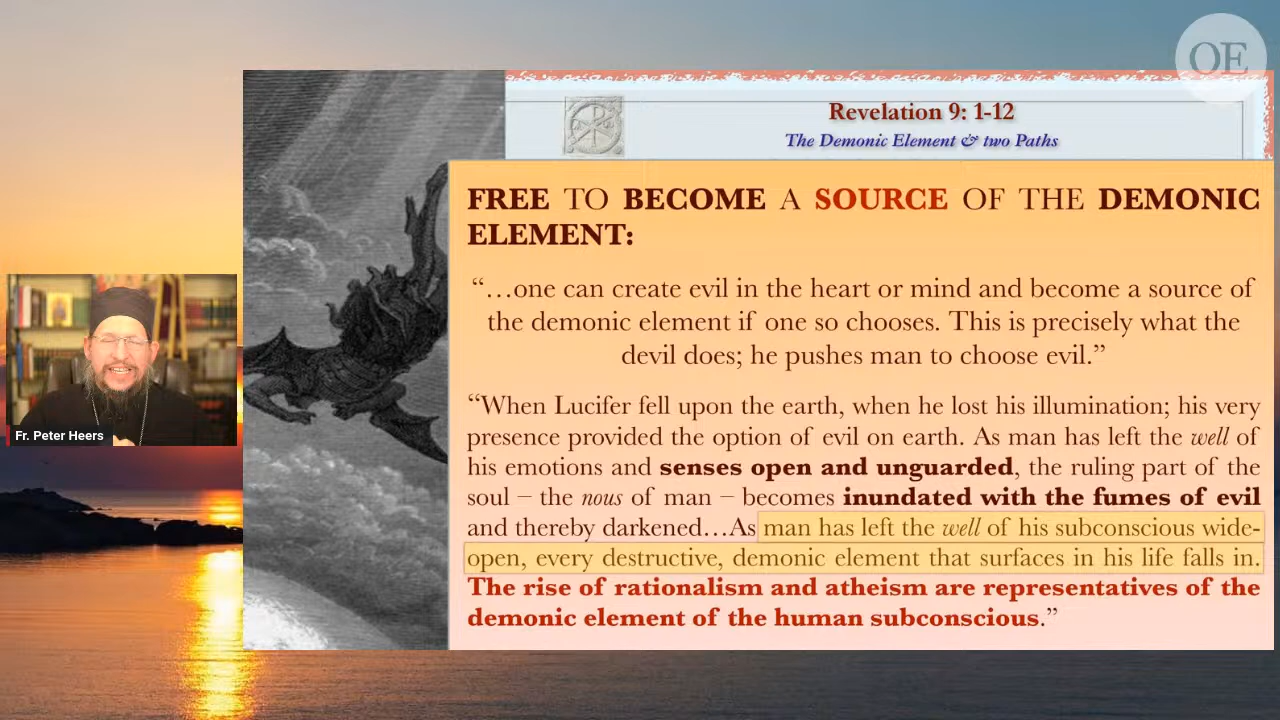 OE
Revelation 9: 1-12
The Demonic Element & two Paths
FREE TO BECOME A SOURCE OF THE DEMONIC
ELEMENT:
“…one can create evil in the heart or mind and become a source of
the demonic element if one so chooses. This is precisely what the
devil does; he pushes man to choose evil.”
“When Lucifer fell upon the earth, when he lost his illumination; his very
presence provided the option of evil on earth. As man has left the well of
his emotions and senses open and unguarded, the ruling part of the
soul – the nous of man – becomes inundated with the fumes of evil
and thereby darkened…As man has left the well of his subconscious wide-
open, every destructive, demonic element that surfaces in his life falls in.
The rise of rationalism and atheism are representatives of the
demonic element of the human subconscious.”
Fr. Peter Heers